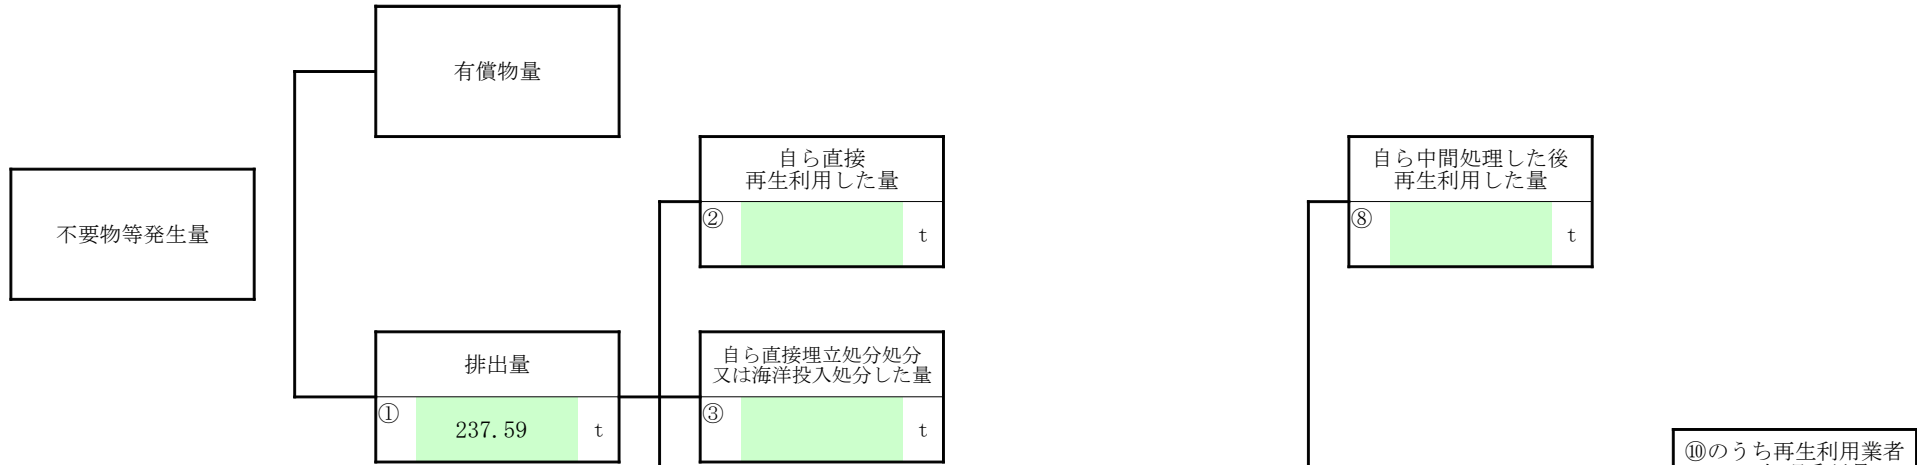 有償物量
自ら直接
再生利用した量
②
t
自ら中間処理した後
再生利用した量
⑧
t
不要物等発生量
排出量
①
237.59
t
自ら直接埋立処分処分
又は海洋投入処分した量
③
t
⑩のうち再生利用業者